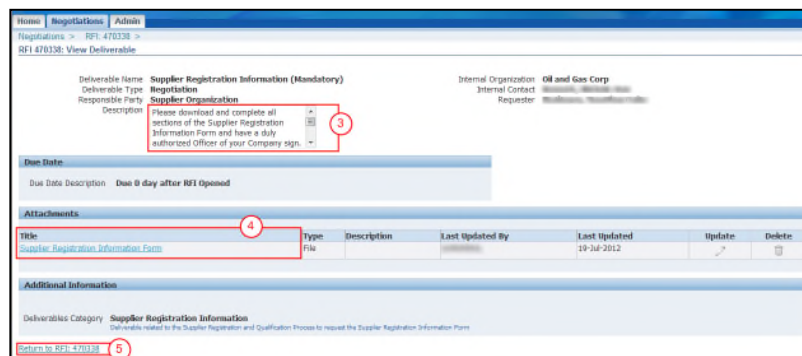 Home Negotiations Admin
Negotiations > RFI: 470338 >
RFI 470338: View Deliverable
Deliverable Name Supplier Registration Information (Mandatory)
Deliverable Type Negotiation
Responsible Party Supplier Organization
Description Please download and complete all
sections of the Supplier Registration
Information Form and have a duly
authorized Officer of your Company sign.
3
Internal Organization Oil and Gas Corp
Internal Contact
Requester
Due Date
Due Date Description Due 0 day after RFI Opened
Attachments
4
Title Type Description Last Updated By Last Updated Update Delete
Supplier Registration Information Form File 19-Jul-2012
Additional Information
Deliverables Category Supplier Registration Information
Deliverable related to the Supplier Registration and Qualification Process to request the Supplier Registration Information Form
Return to RFI: 470338 5